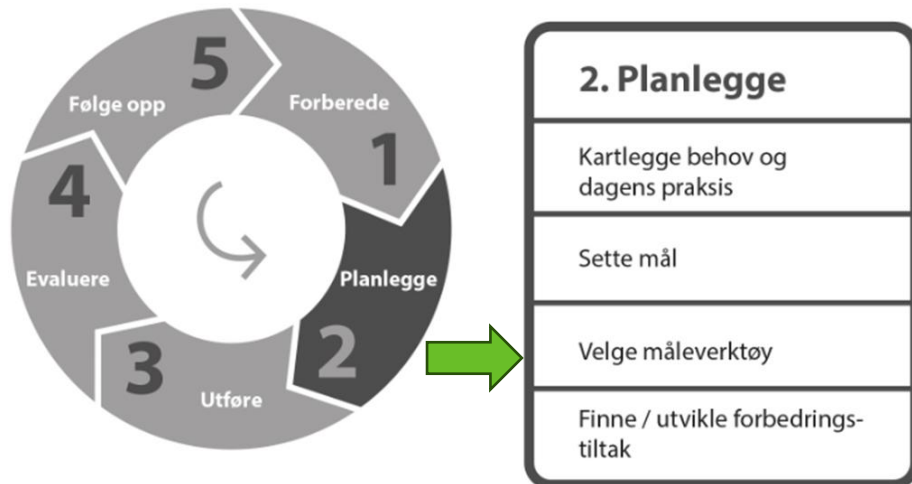 1
Forberede
2
Planlegge
3
Utføre
4
Evaluere
5
Følge opp
2. Planlegge
Kartlegge behov og
dagens praksis
Sette mål
Velge måleverktøy
Finne / utvikle forbedrings-
tiltak